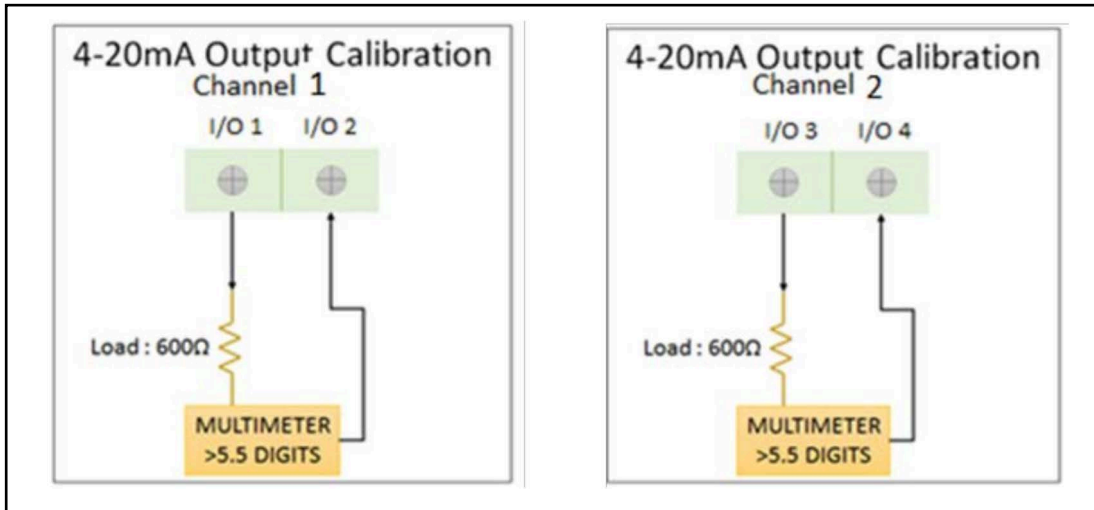 4-20mA Output Calibration
Channel 1
I/O 1 I/O 2
Load : 600Ω
MULTIMETER
>5.5 DIGITS
4-20mA Output Calibration
Channel 2
I/O 3 I/O 4
Load : 600Ω
MULTIMETER
>5.5 DIGITS